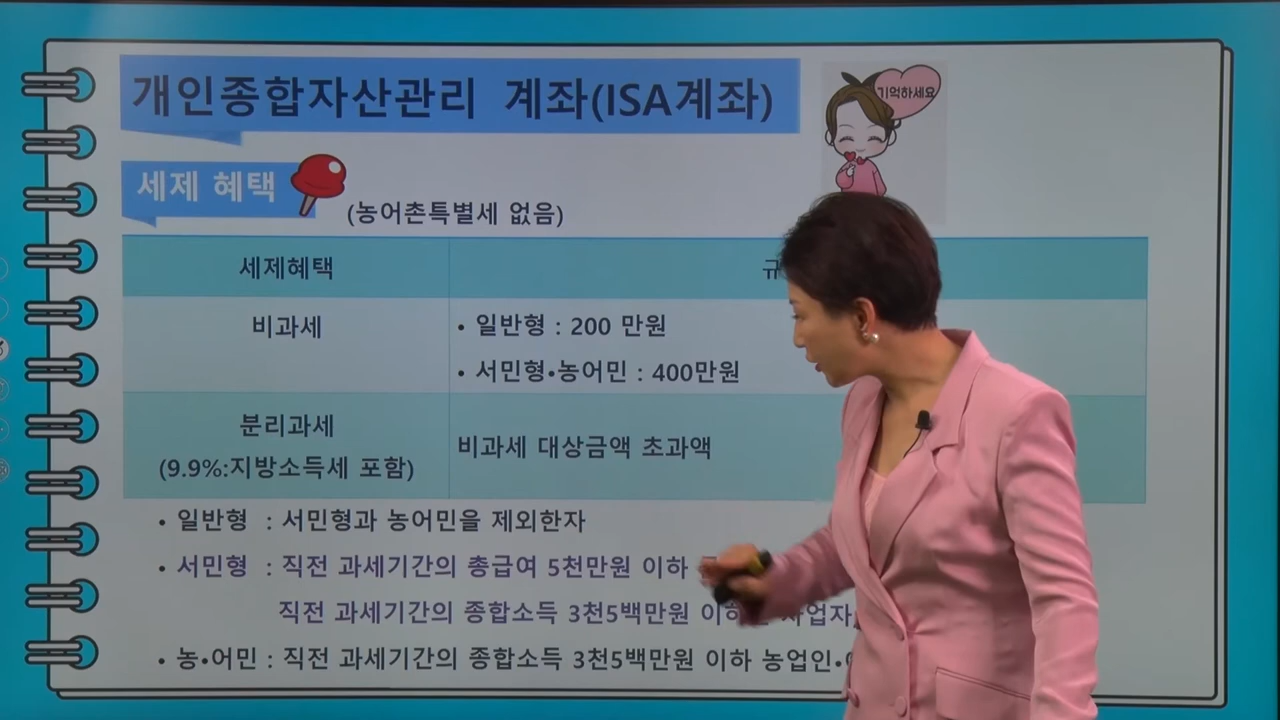 개인종합자산관리 계좌(ISA계좌)
기억하세요
세제 혜택
(농어촌특별세 없음)
세제혜택
비과세
• 일반형 : 200 만원
• 서민형•농어민 : 400만원
분리과세
(9.9%:지방소득세 포함)
비과세 대상금액 초과액
• 일반형 : 서민형과 농어민을 제외한자
• 서민형 : 직전 과세기간의 총급여 5천만원 이하
직전 과세기간의 종합소득 3천5백만원 사업자
• 농•어민 : 직전 과세기간의 종합소득 3천5백만원 이하 농업인•